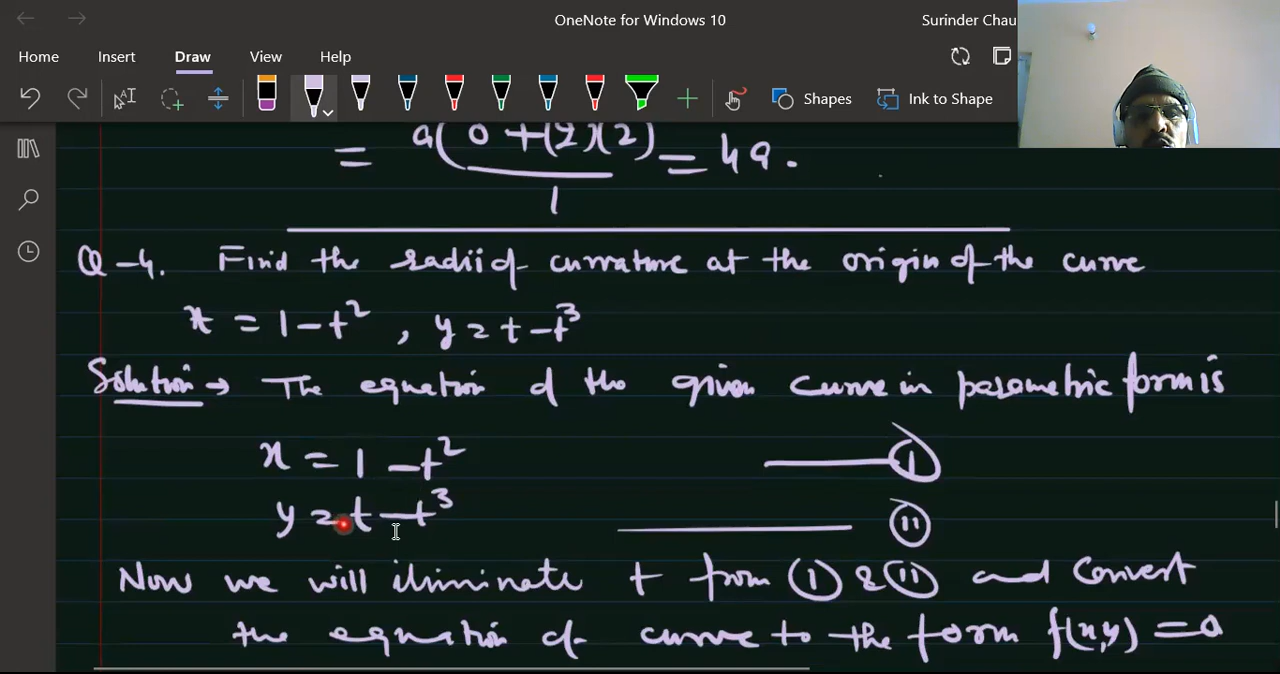 OneNote for Windows 10
Surinder Chau
Home Insert Draw View Help
Shapes Ink to Shape
= a(0+(2)(2) = 4a.
1
Q-4. Find the radii of curvature at the origin of the curve
x = 1-t², y = t-t³
Solution → The equation of the given curve in parametric form is
x = 1-t² I
y = t-t³ II
Now we will iliminate t from I & II and convert
the equation of curve to the form f(x,y) = 0